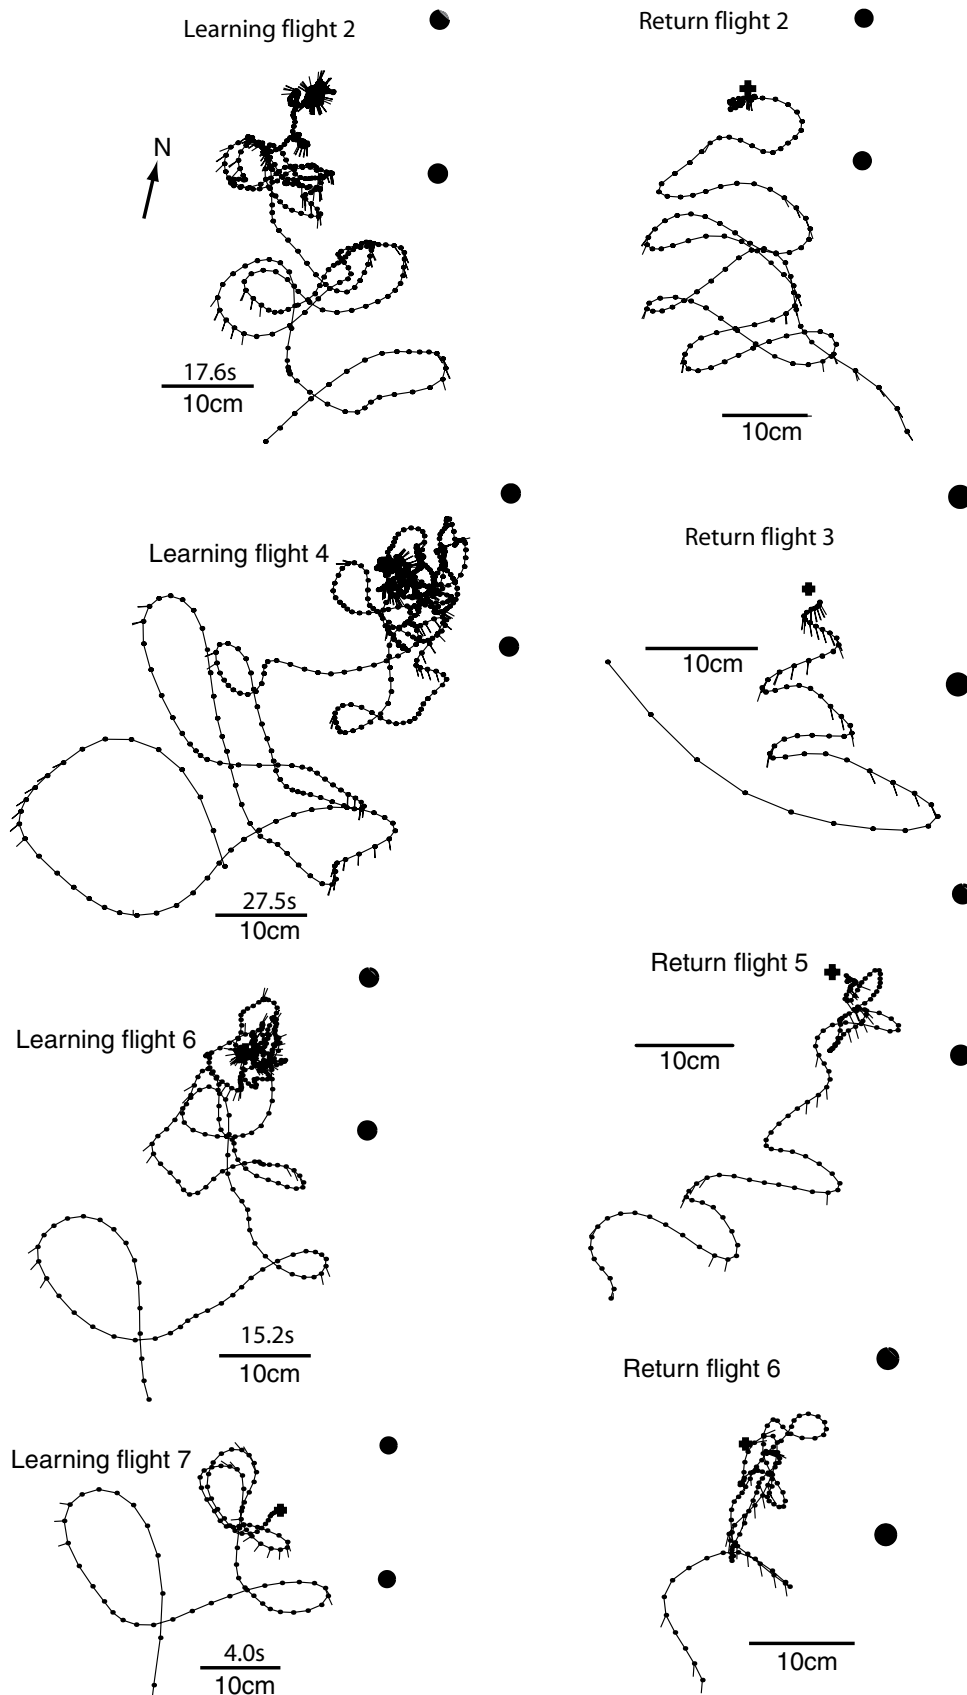 Learning flight 2
Return flight 2
N
17.6s
10cm
10cm
Learning flight 4
Return flight 3
10cm
27.5s
10cm
Return flight 5
Learning flight 6
10cm
15.2s
10cm
Return flight 6
Learning flight 7
4.0s
10cm
10cm